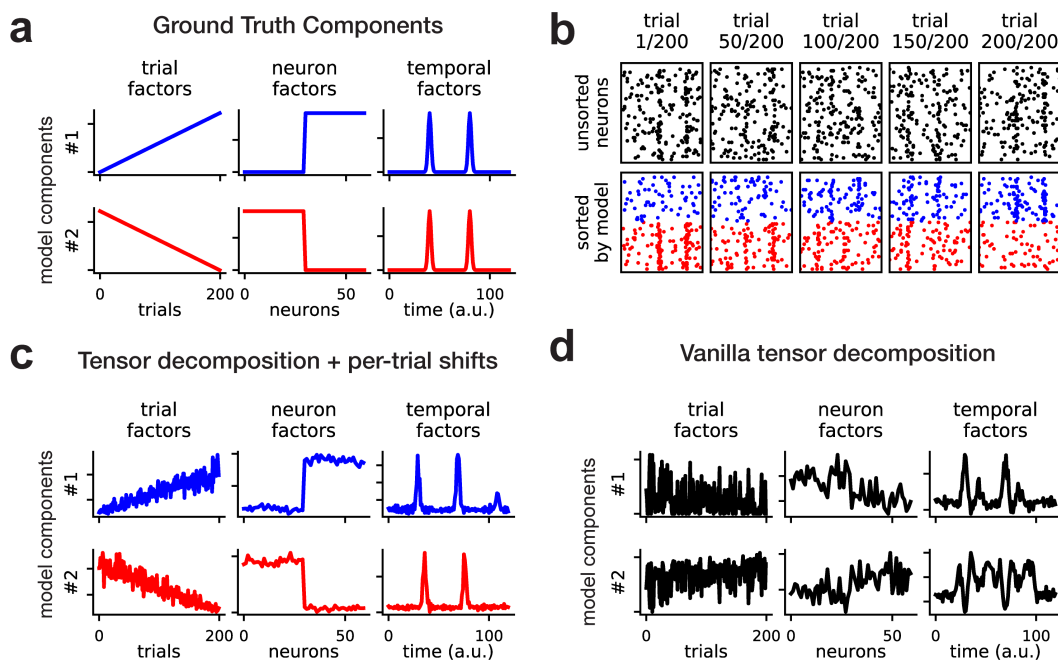 a
Ground Truth Components
trial factors
neuron factors
temporal factors
model components
#1
#2
0
200
0
50
0
100
trials
neurons
time (a.u.)
b
trial 1/200
trial 50/200
trial 100/200
trial 150/200
trial 200/200
unsorted neurons
sorted by model
c
Tensor decomposition + per-trial shifts
trial factors
neuron factors
temporal factors
model components
#1
#2
0
200
0
50
0
100
trials
neurons
time (a.u.)
d
Vanilla tensor decomposition
trial factors
neuron factors
temporal factors
model components
#1
#2
0
200
0
50
0
100
trials
neurons
time (a.u.)